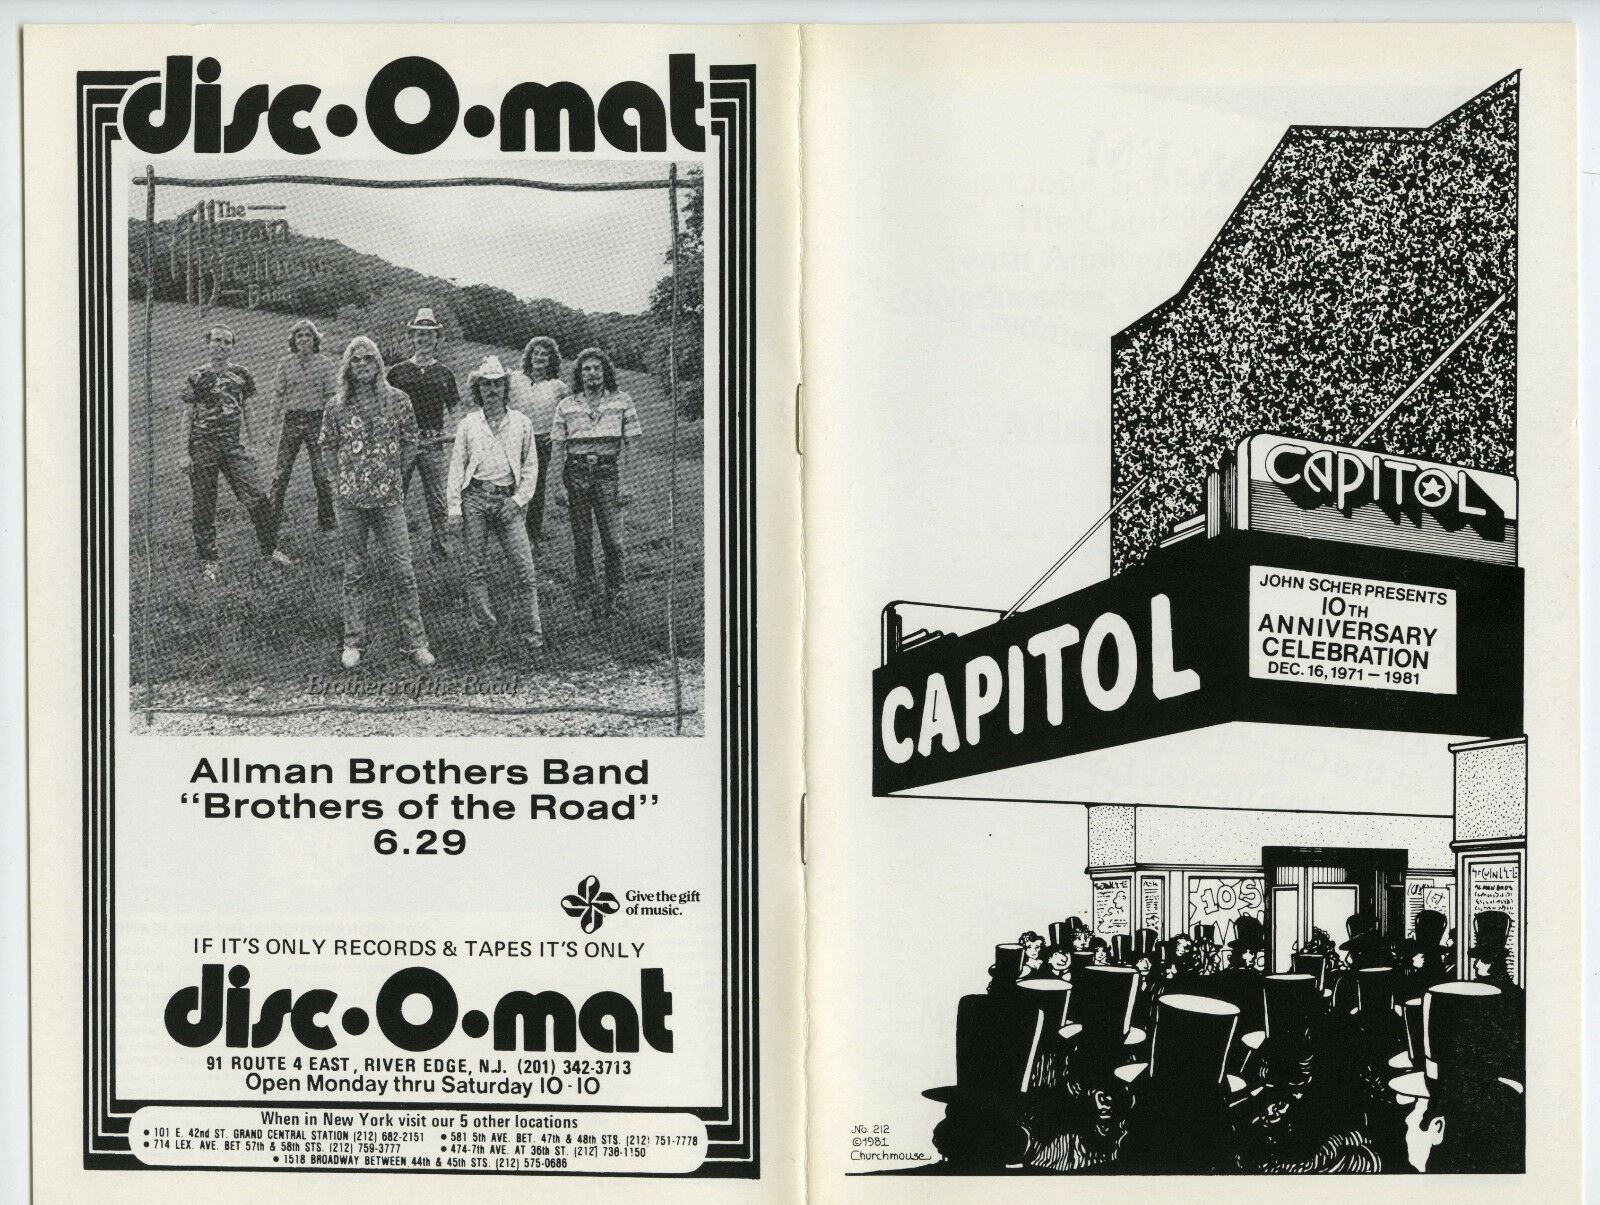 disc•O•mat
The
Allman
Brothers
Band
Brothers of the Road
Allman Brothers Band
"Brothers of the Road"
6.29
Give the gift
of music.
IF IT'S ONLY RECORDS & TAPES IT'S ONLY
disc•O•mat
91 ROUTE 4 EAST, RIVER EDGE, N.J. (201) 342-3713
Open Monday thru Saturday 10-10
When in New York visit our 5 other locations
• 101 E. 42nd ST. GRAND CENTRAL STATION (212) 682-2151 • 581 5th AVE. BET. 47th & 48th STS. (212) 751-7778
• 714 LEX. AVE. BET 57th & 58th STS. (212) 759-3777 • 474-7th AVE. AT 36th ST. (212) 736-1150
• 1518 BROADWAY BETWEEN 44th & 45th STS. (212) 575-0686
CAPITOL
JOHN SCHER PRESENTS
10TH
ANNIVERSARY
CELEBRATION
DEC. 16, 1971 – 1981
CAPITOL
10
No. 212
©1981
Churchmouse